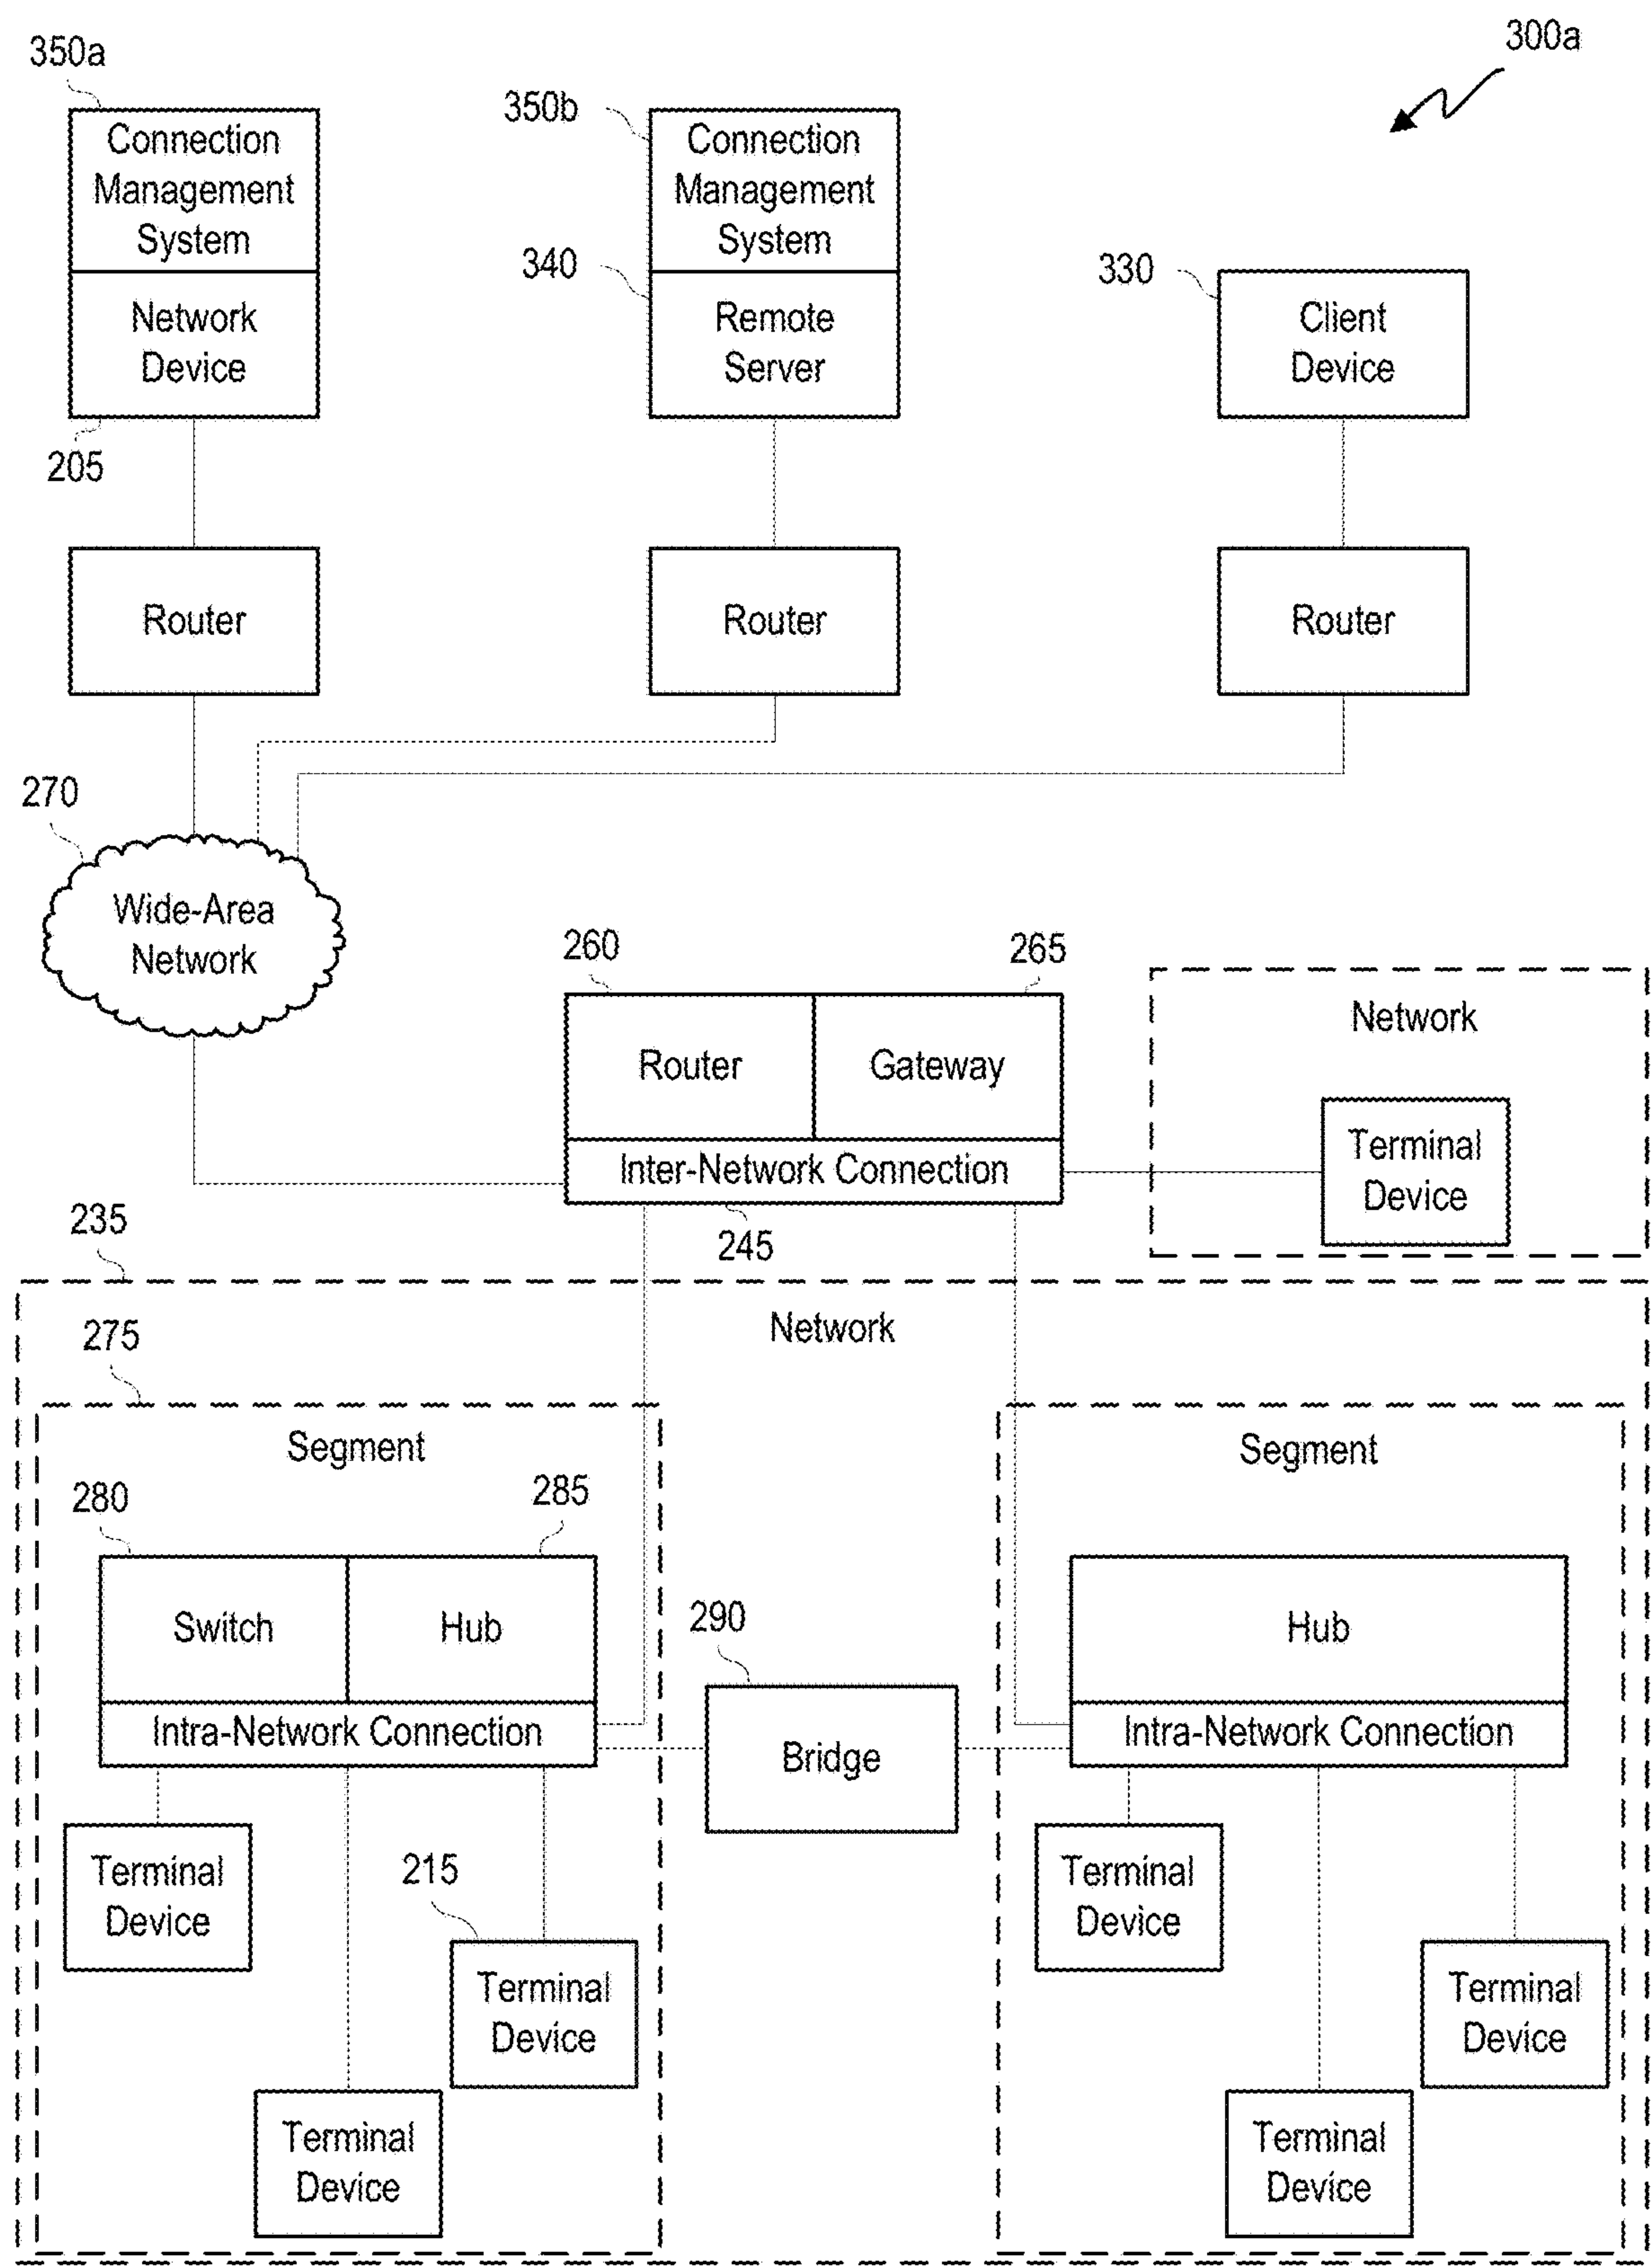 300a
350a
350b
Connection
Management
System
Connection
Management
System
340
330
Network
Device
Remote
Server
Client
Device
205
Router
Router
Router
270
Wide-Area
Network
260
265
Network
Router
Gateway
Terminal
Device
Inter-Network Connection
245
235
Network
275
Segment
Segment
280
285
Switch
Hub
290
Hub
Intra-Network Connection
Bridge
Intra-Network Connection
Terminal
Device
215
Terminal
Device
Terminal
Device
Terminal
Device
Terminal
Device
Terminal
Device